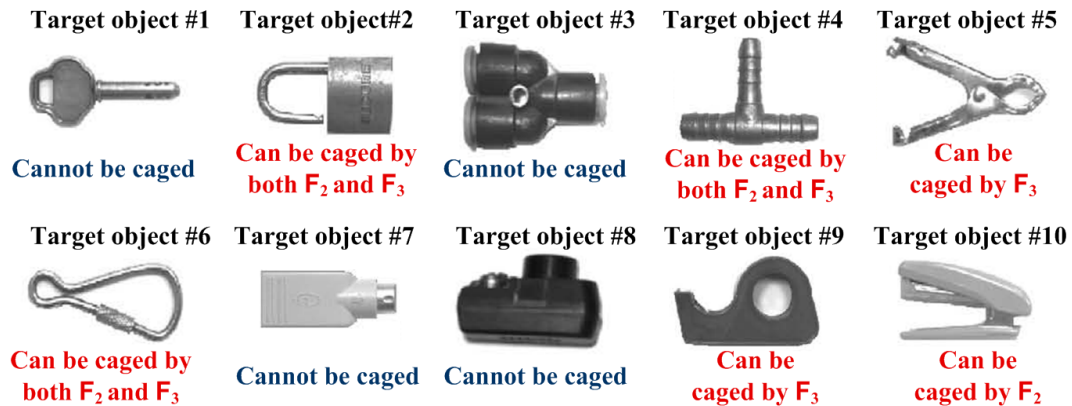 Target object #1
Target object#2
Target object #3
Target object #4
Target object #5
Cannot be caged
Can be caged by
both F₂ and F₃
Cannot be caged
Can be caged by
both F₂ and F₃
Can be
caged by F₃
Target object #6
Target object #7
Target object #8
Target object #9
Target object #10
Can be caged by
both F₂ and F₃
Cannot be caged
Cannot be caged
Can be
caged by F₃
Can be
caged by F₂